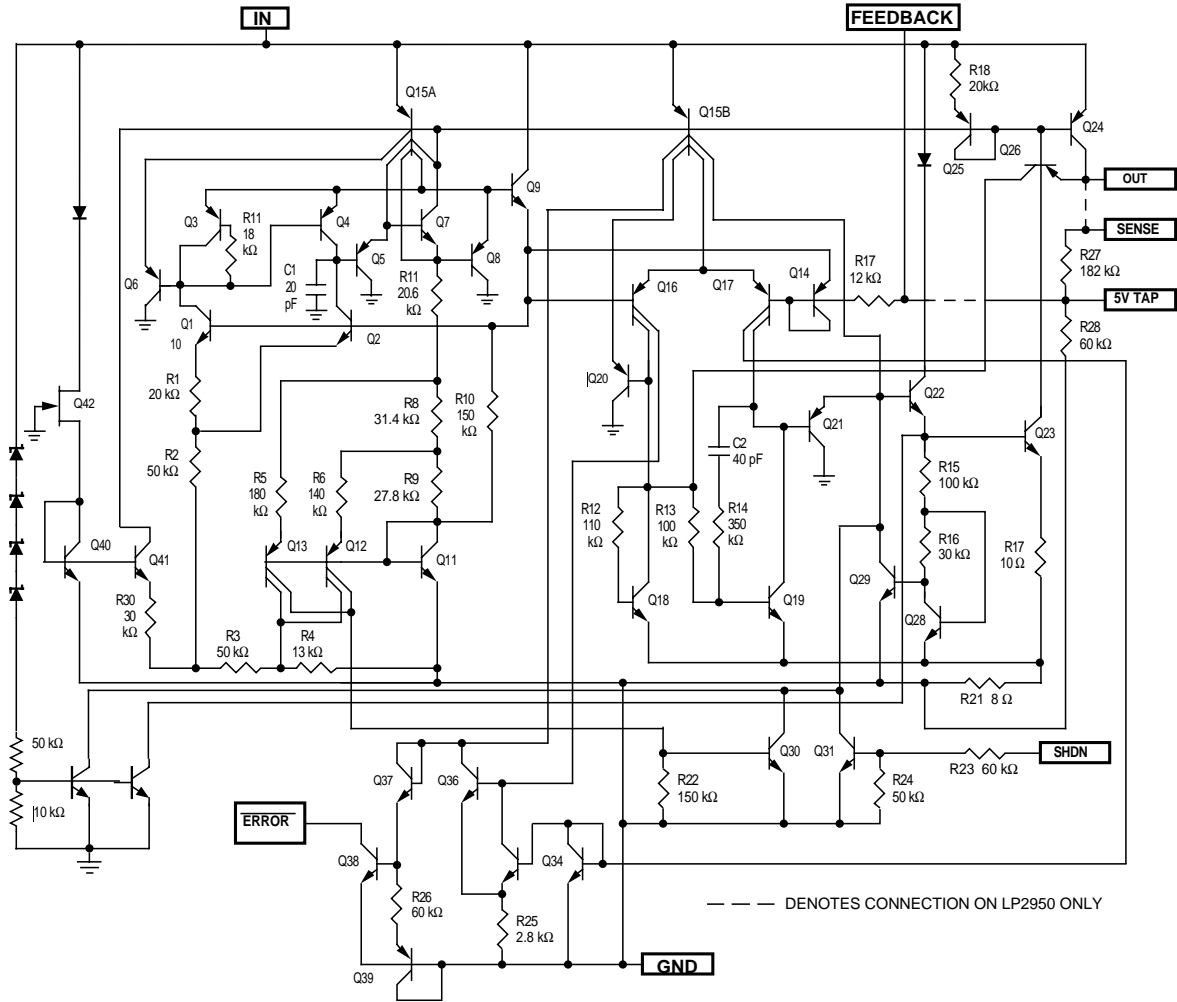 IN
FEEDBACK
R18
20kΩ
Q15A
Q15B
Q24
Q26
Q25
OUT
Q9
Q3
R11
18
kΩ
Q4
Q7
SENSE
Q5
Q8
R17
12 kΩ
Q14
R27
182 kΩ
Q6
C1
20
pF
R11
20.6
kΩ
Q16
Q17
5V TAP
Q1
10
Q2
R28
60 kΩ
R1
20 kΩ
Q20
Q22
Q42
R8
31.4 kΩ
R10
150
kΩ
Q21
Q23
R2
50 kΩ
C2
40 pF
R5
180
kΩ
R6
140
kΩ
R9
27.8 kΩ
R15
100 kΩ
R12
110
kΩ
R13
100
kΩ
R14
350
kΩ
R16
30 kΩ
R17
10 Ω
Q40
Q41
Q13
Q12
Q11
Q29
R30
30
kΩ
Q18
Q19
Q28
R3
50 kΩ
R4
13 kΩ
R21 8 Ω
50 kΩ
Q30
Q31
SHDN
R23 60 kΩ
Q37
Q36
R22
150 kΩ
R24
50 kΩ
10 kΩ
ERROR
Q38
Q34
R26
60 kΩ
R25
2.8 kΩ
DENOTES CONNECTION ON LP2950 ONLY
Q39
GND